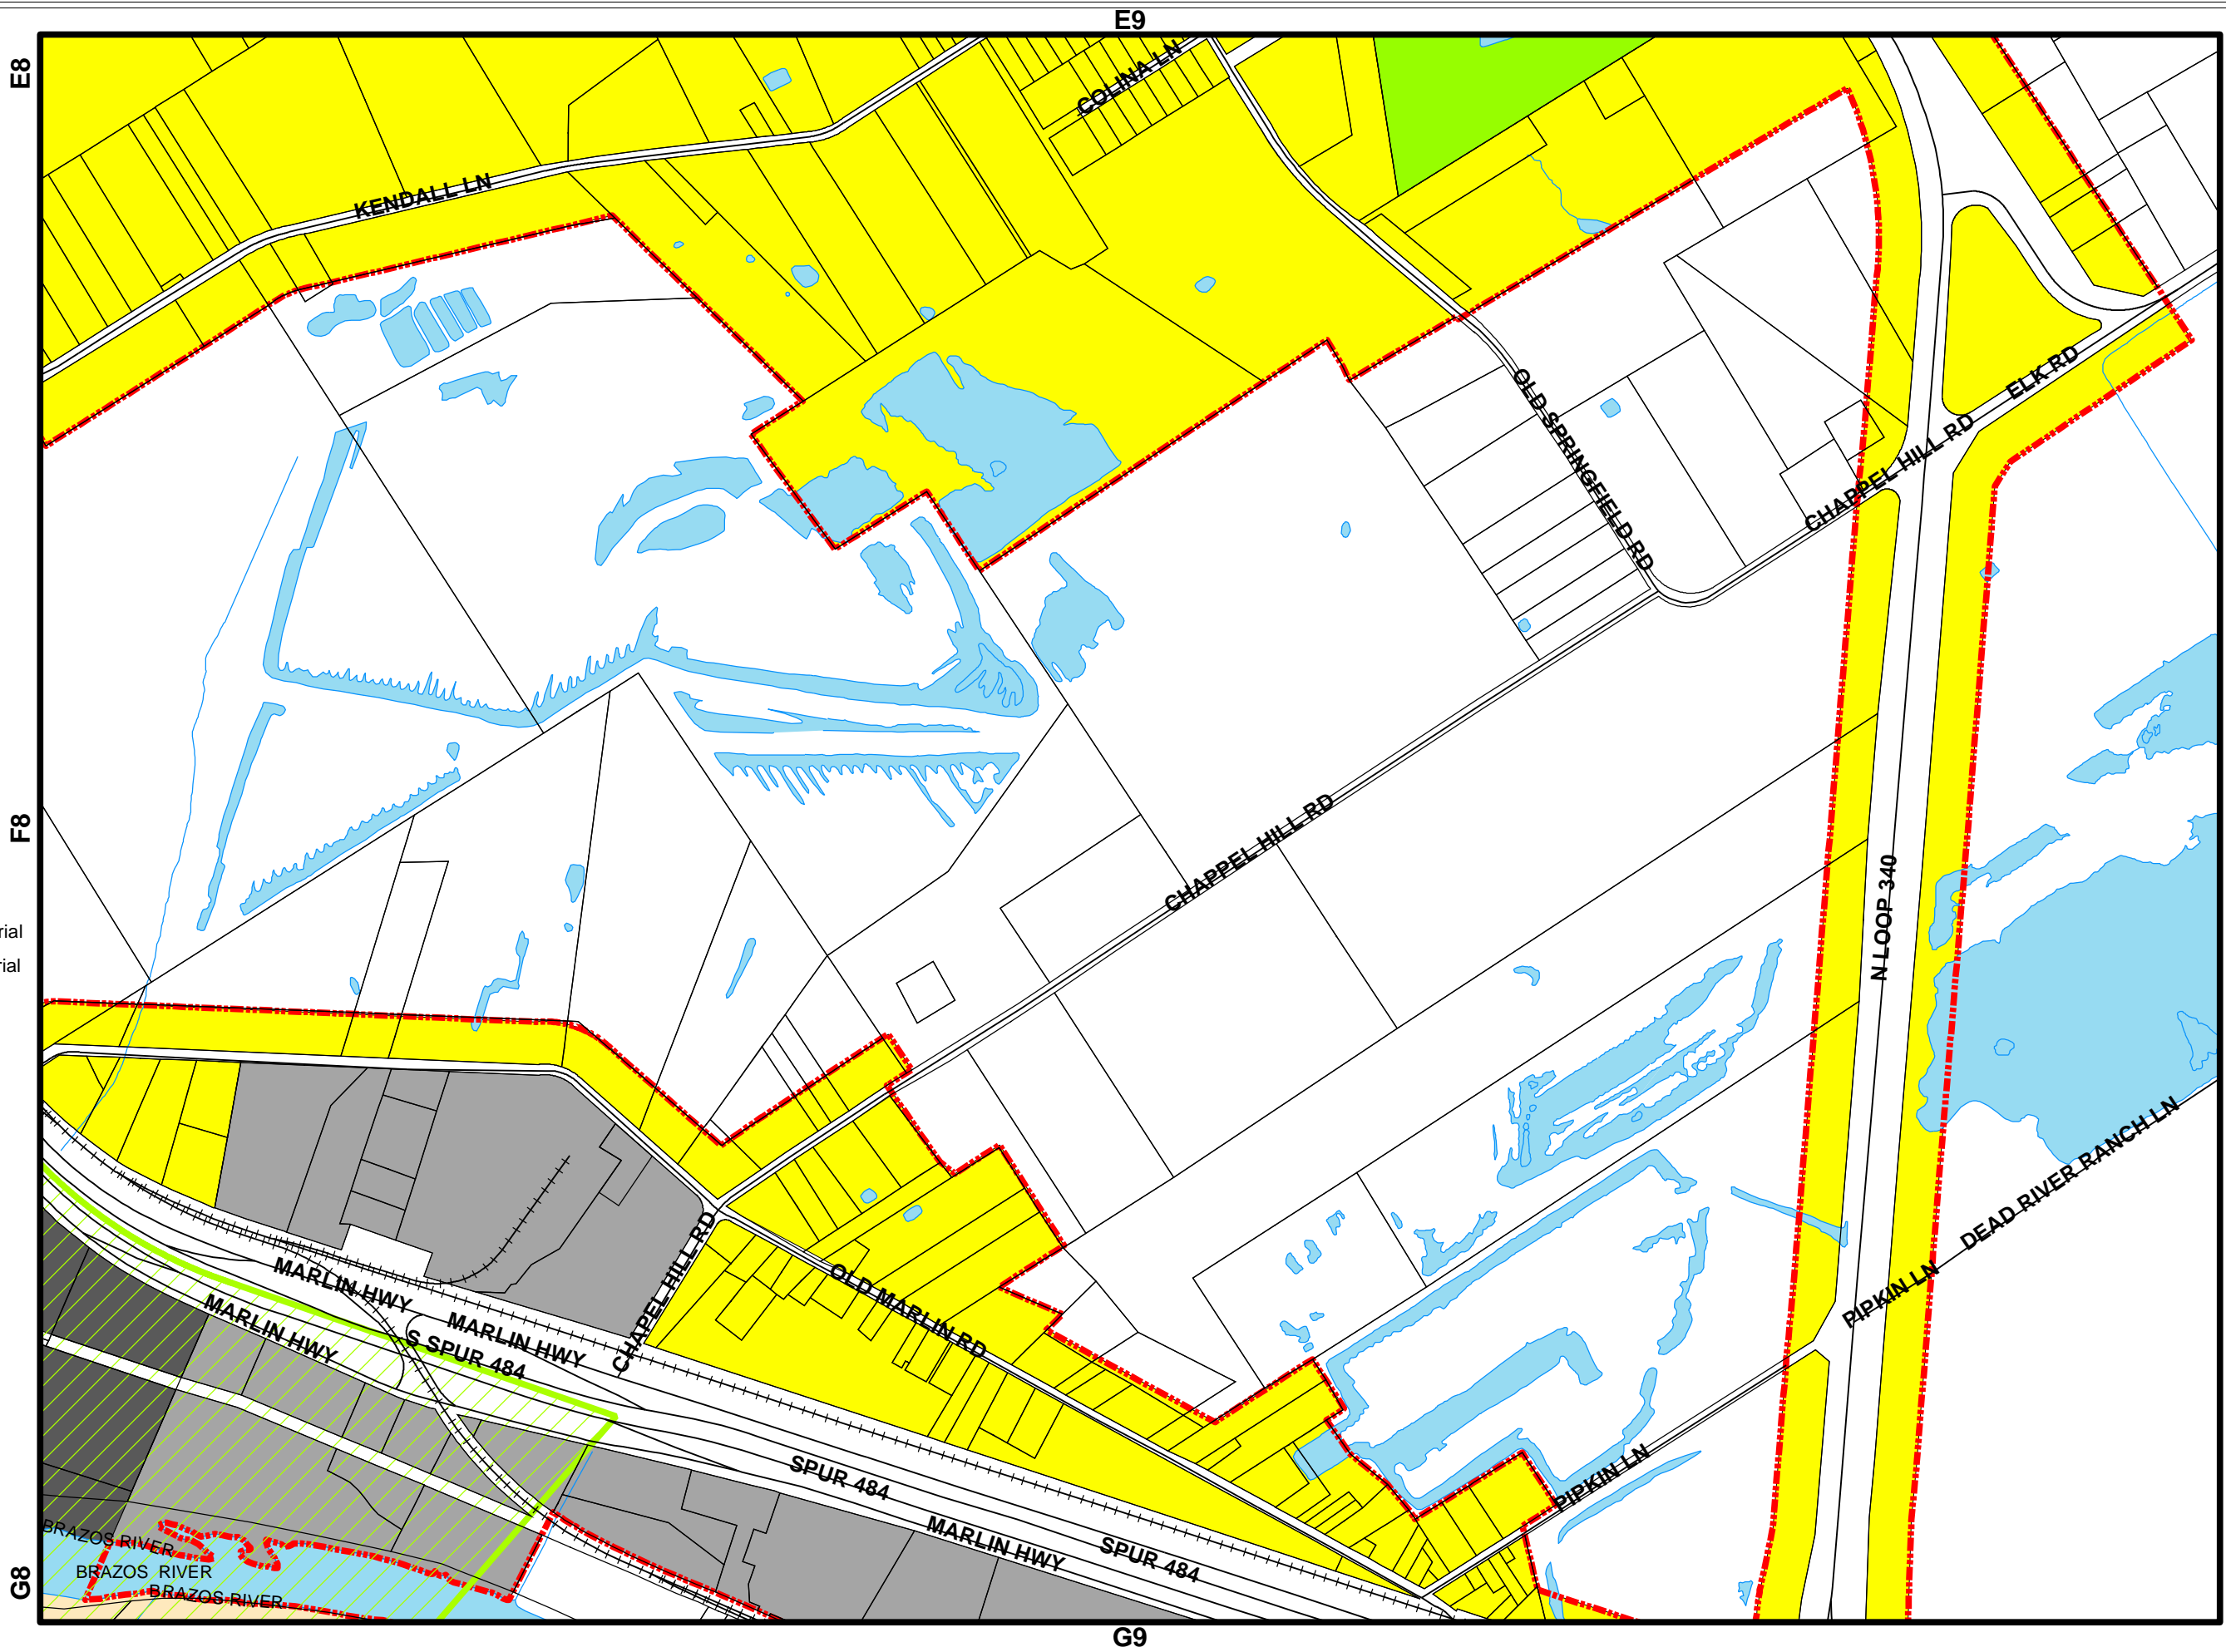 E9
E8
COLINA LN
KENDALL LN
ELK RD
OLD SPRINGFIELD RD
CHAPPEL HILL RD
F8
CHAPPEL HILL RD
N LOOP 340
rial
rial
DEAD RIVER RANCH LN
CHAPEL HILL RD
MARLIN HWY
OLD MARLIN RD
PIPKIN LN
MARLIN HWY
MARLIN HWY
S SPUR 484
SPUR 484
PIPKIN LN
MARLIN HWY
SPUR 484
BRAZOS RIVER
BRAZOS RIVER
BRAZOS RIVER
G8
G9